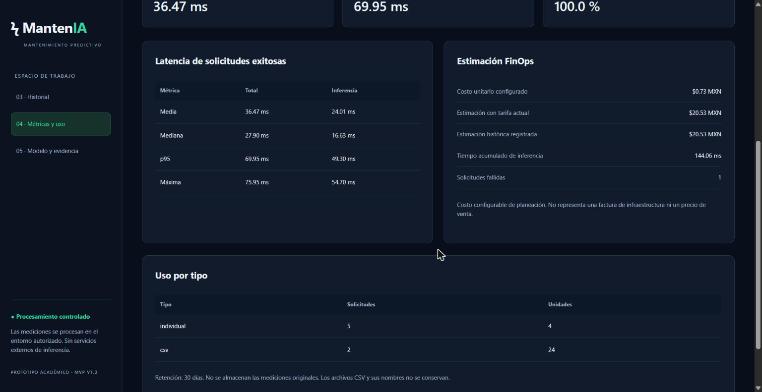 MantenIA
MANTENIMIENTO PREDICTIVO
ESPACIO DE TRABAJO
03 - Historial
04 - Métricas y uso
05 - Modelo y evidencia
● Procesamiento controlado
Las mediciones se procesan en el
entorno autorizado. Sin servicios
externos de inferencia.
PROTOTIPO ACADÉMICO · MVP V1.3
36.47 ms
69.95 ms
100.0 %
Latencia de solicitudes exitosas
Métrica Total Inferencia
Media 36.47 ms 24.01 ms
Mediana 27.90 ms 16.63 ms
p95 69.95 ms 49.30 ms
Máxima 75.95 ms 54.70 ms
Estimación FinOps
Costo unitario configurado $0.73 MXN
Estimación con tarifa actual $20.53 MXN
Estimación histórica registrada $20.53 MXN
Tiempo acumulado de inferencia 144.06 ms
Solicitudes fallidas 1
Costo configurable de planeación. No representa una factura de infraestructura ni un precio de
venta.
Uso por tipo
Tipo Solicitudes Unidades
individual 5 4
csv 2 24
Retención: 30 días. No se almacenan las mediciones originales. Los archivos CSV y sus nombres no se conservan.